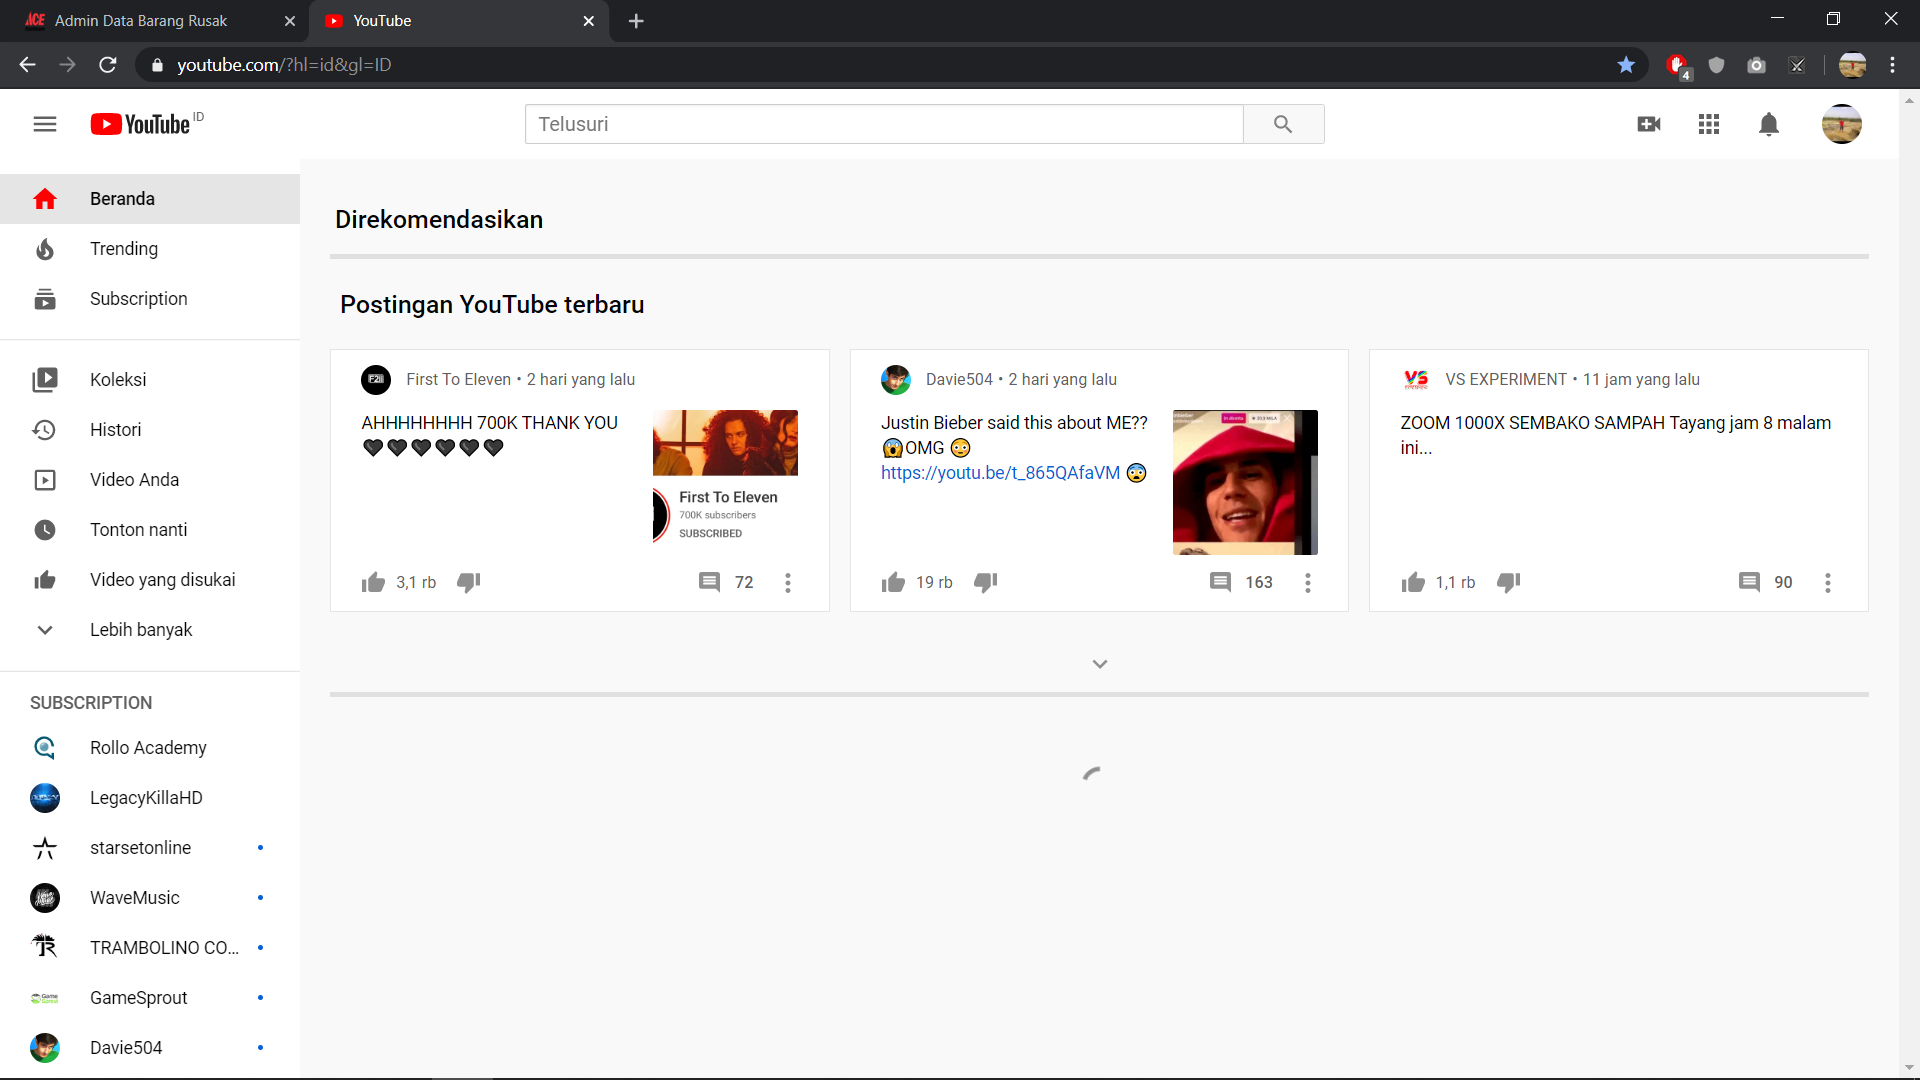 Admin Data Barang Rusak
YouTube
youtube.com/?hl=id&gl=ID
4
YouTube ID
Telusuri
Beranda
Trending
Subscription
Koleksi
Histori
Video Anda
Tonton nanti
Video yang disukai
Lebih banyak
SUBSCRIPTION
Rollo Academy
LegacyKillaHD
starsetonline
WaveMusic
TRAMBOLINO CO...
GameSprout
Davie504
Direkomendasikan
Postingan YouTube terbaru
First To Eleven • 2 hari yang lalu
AHHHHHHHH 700K THANK YOU
🖤🖤🖤🖤🖤🖤
First To Eleven
700K subscribers
SUBSCRIBED
3,1 rb
72
Davie504 • 2 hari yang lalu
Justin Bieber said this about ME??
😱OMG 😳
https://youtu.be/t_865QAfaVM 😨
19 rb
163
VS EXPERIMENT • 11 jam yang lalu
ZOOM 1000X SEMBAKO SAMPAH Tayang jam 8 malam
ini...
1,1 rb
90